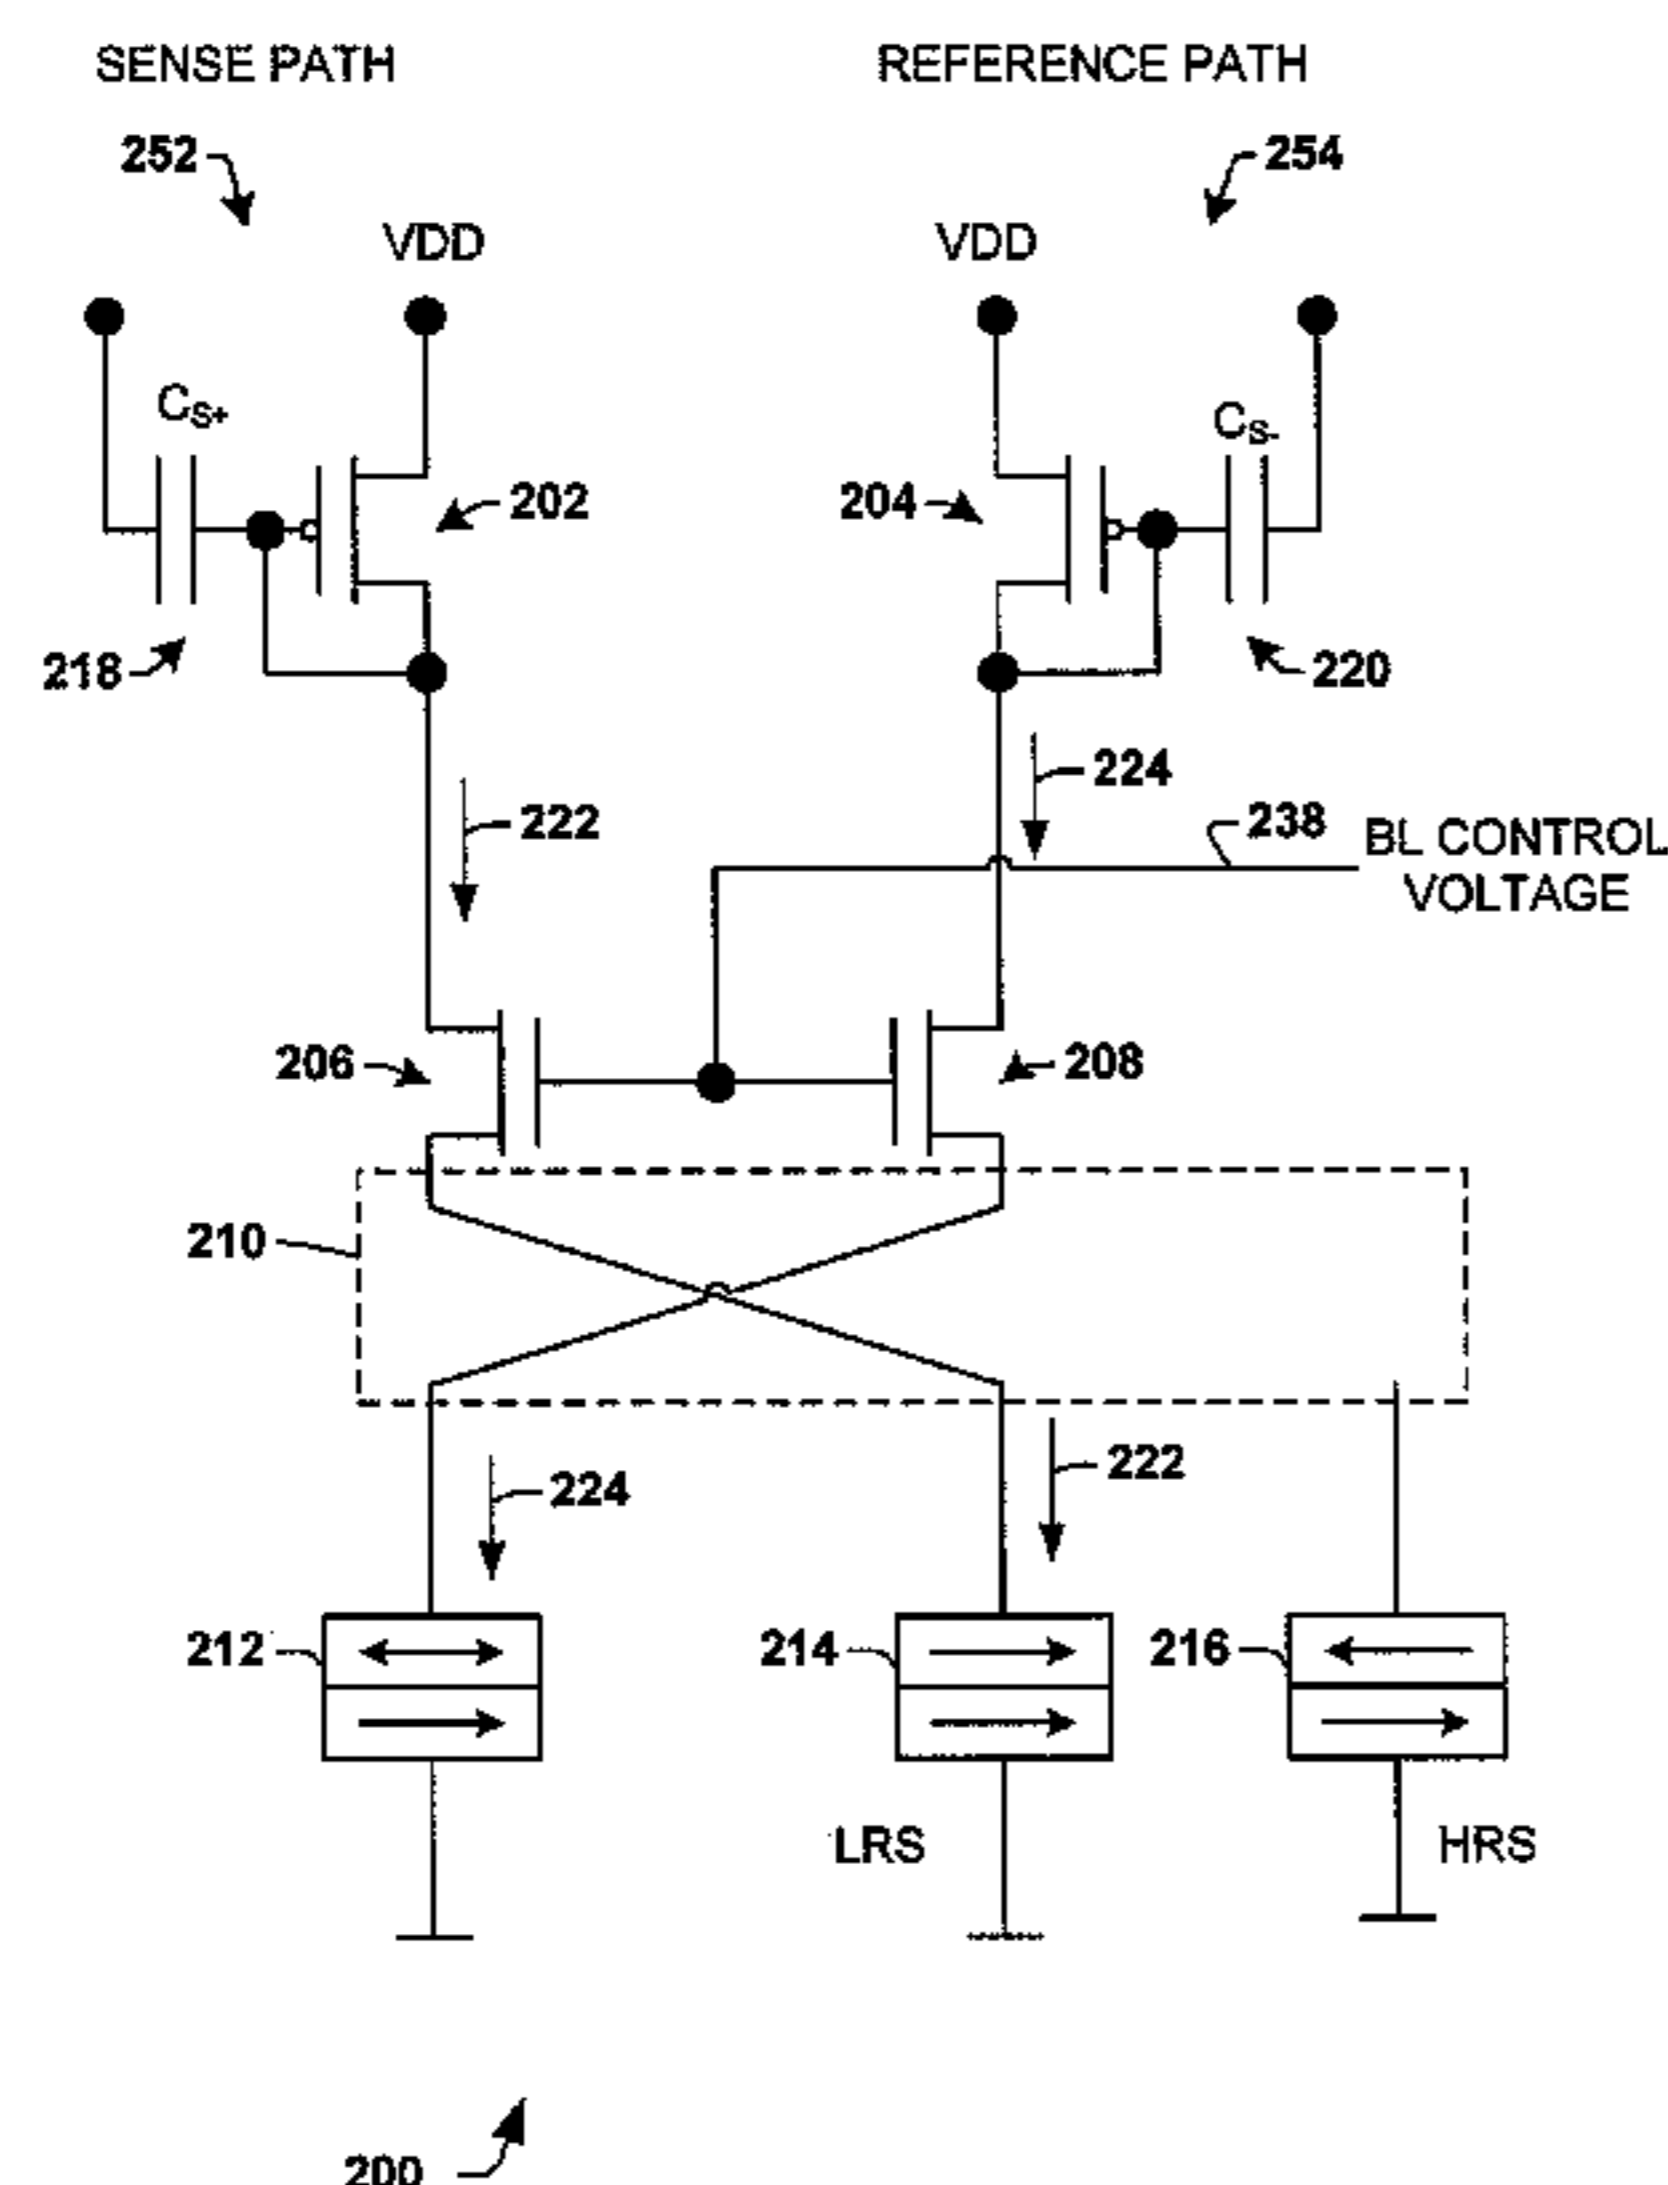 SENSE PATH
REFERENCE PATH
252
254
VDD
VDD
CS+
CS-
202
204
218
220
224
222
238
BL CONTROL
VOLTAGE
206
208
210
222
224
212
214
216
LRS
HRS
200